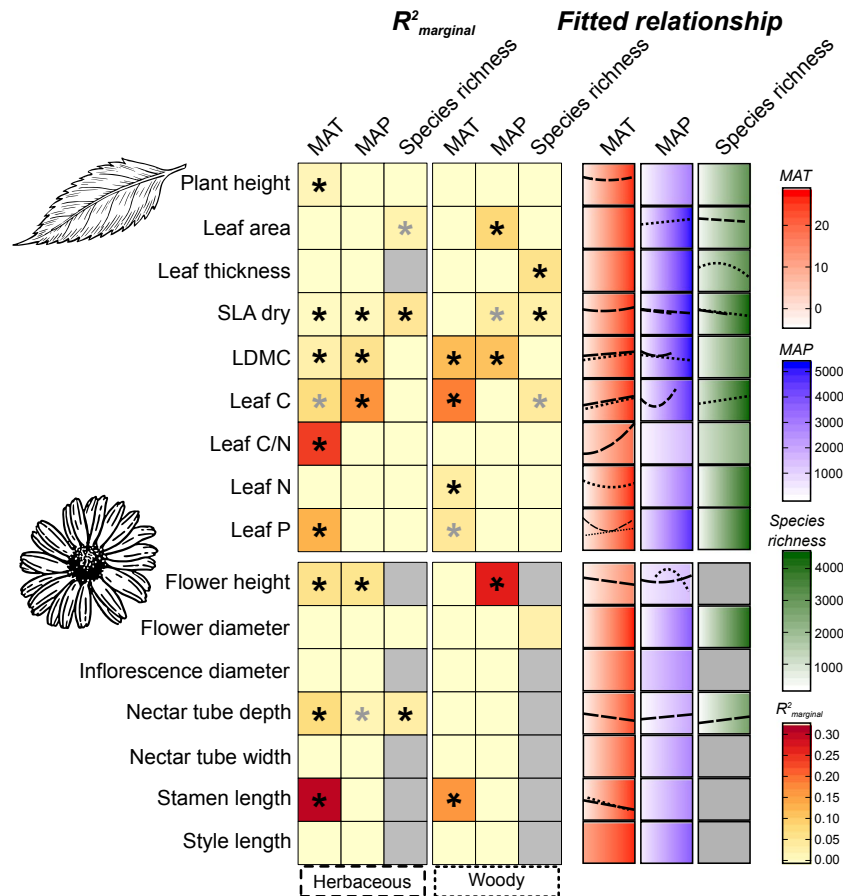 R²marginal Fitted relationship
MAT MAP Species richness MAT MAP Species richness MAT MAP Species richness
Plant height
Leaf area
Leaf thickness
SLA dry
LDMC
Leaf C
Leaf C/N
Leaf N
Leaf P
Flower height
Flower diameter
Inflorescence diameter
Nectar tube depth
Nectar tube width
Stamen length
Style length
Herbaceous Woody
MAT
20
10
0
MAP
5000
4000
3000
2000
1000
Species
richness
4000
3000
2000
1000
R²marginal
0.30
0.25
0.20
0.15
0.10
0.05
0.00